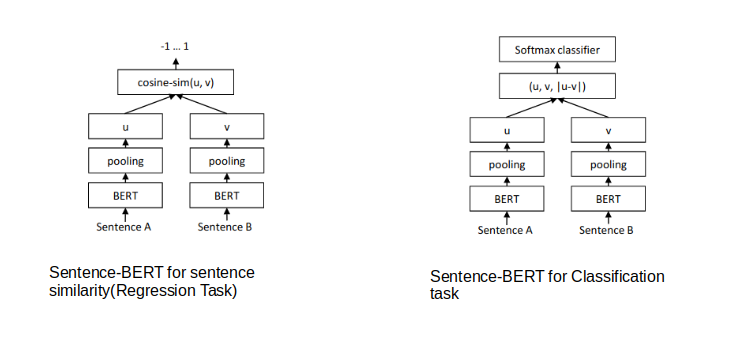 -1 ... 1
cosine-sim(u, v)
u
v
pooling
pooling
BERT
BERT
Sentence A
Sentence B
Sentence-BERT for sentence
similarity(Regression Task)
Softmax classifier
(u, v, |u-v|)
u
v
pooling
pooling
BERT
BERT
Sentence A
Sentence B
Sentence-BERT for Classification
task